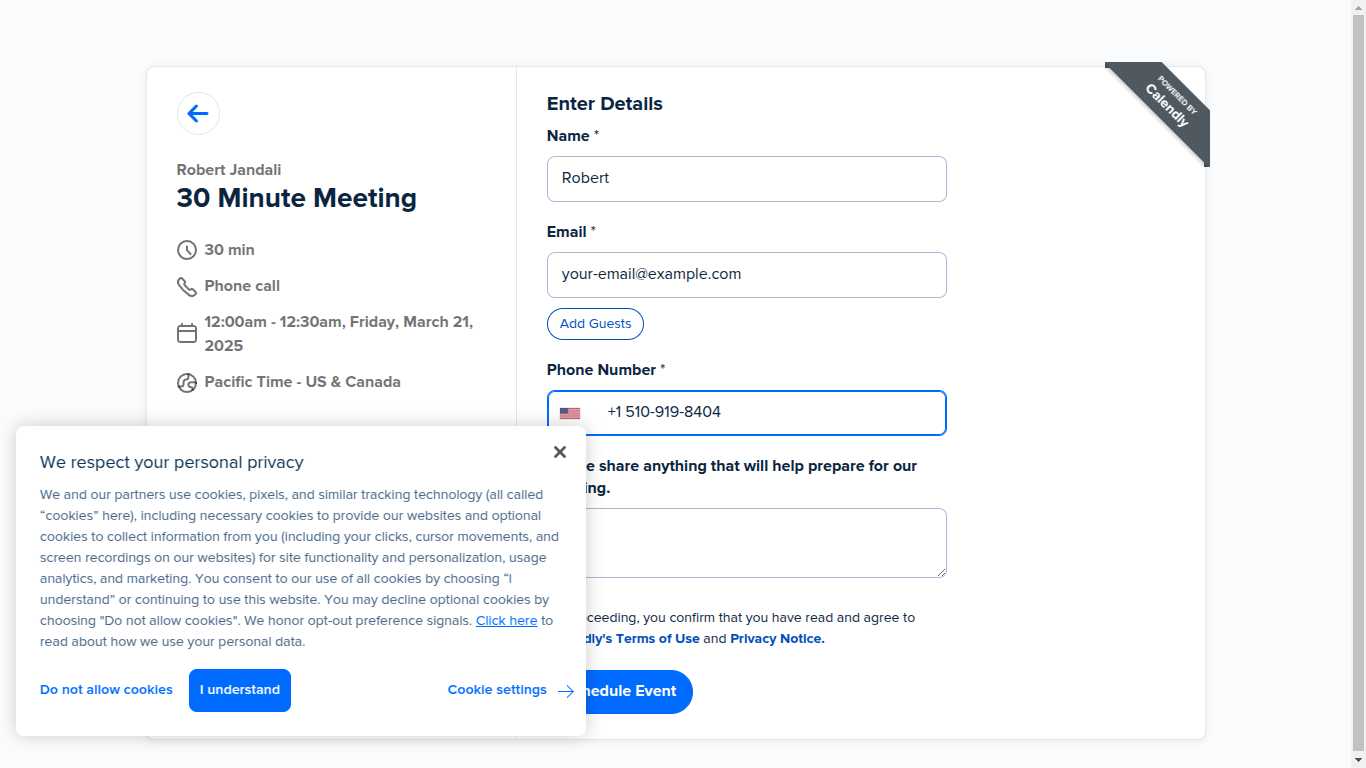 POWERED BY
Calendly
Robert Jandali
30 Minute Meeting
30 min
Phone call
12:00am - 12:30am, Friday, March 21,
2025
Pacific Time - US & Canada
Enter Details
Name *
Robert
Email *
your-email@example.com
Add Guests
Phone Number *
+1 510-919-8404
e share anything that will help prepare for our
ing.
ceeding, you confirm that you have read and agree to
dly's Terms of Use and Privacy Notice.
hedule Event
We respect your personal privacy
We and our partners use cookies, pixels, and similar tracking technology (all called
“cookies” here), including necessary cookies to provide our websites and optional
cookies to collect information from you (including your clicks, cursor movements, and
screen recordings on our websites) for site functionality and personalization, usage
analytics, and marketing. You consent to our use of all cookies by choosing “I
understand” or continuing to use this website. You may decline optional cookies by
choosing "Do not allow cookies". We honor opt-out preference signals. Click here to
read about how we use your personal data.
Do not allow cookies
I understand
Cookie settings